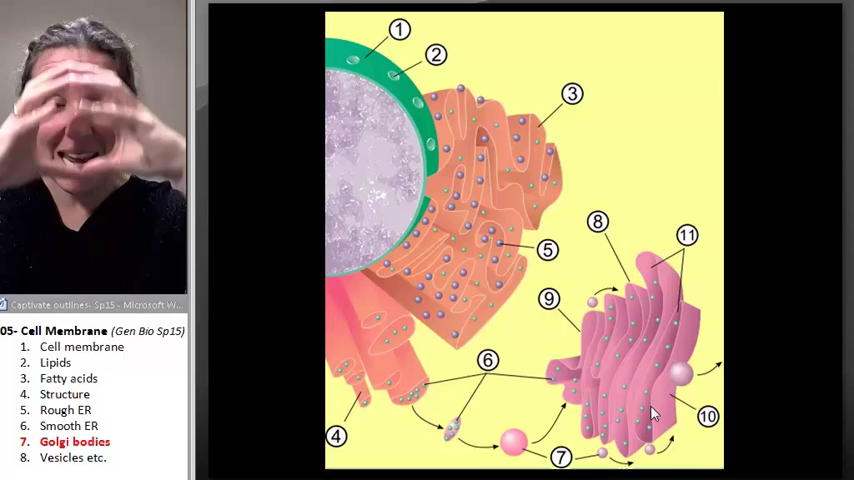 1
2
3
8
11
5
9
6
10
4
7
Captivate outlines- Sp15 - Microsoft W...
05- Cell Membrane (Gen Bio Sp15)
1. Cell membrane
2. Lipids
3. Fatty acids
4. Structure
5. Rough ER
6. Smooth ER
7. Golgi bodies
8. Vesicles etc.